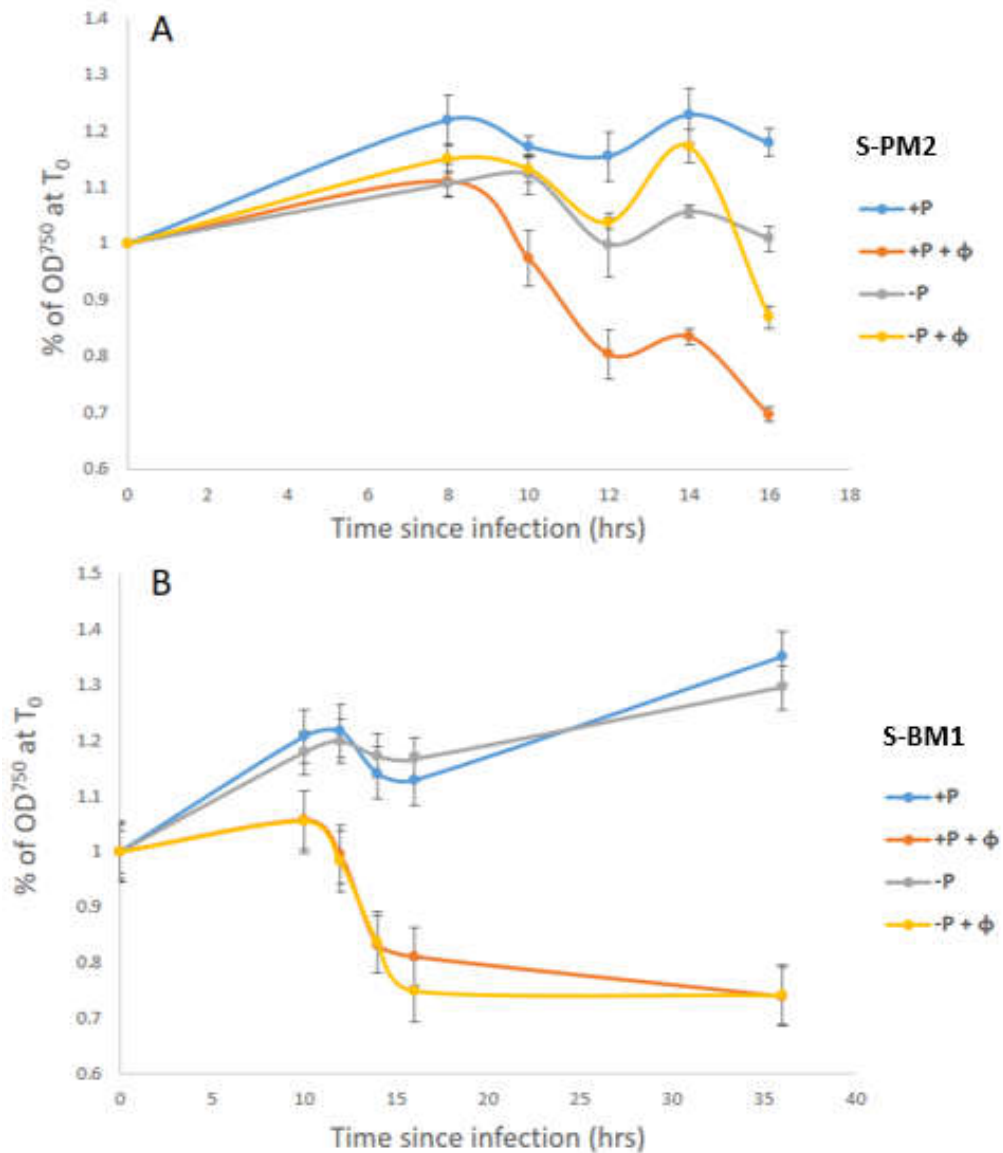 A
1.4
1.3
1.2
1.1
1
0.9
0.8
0.7
0.6
% of OD⁷⁵⁰ at T₀
0 2 4 6 8 10 12 14 16 18
Time since infection (hrs)
S-PM2
+P
+P + ϕ
-P
-P + ϕ
B
1.5
1.4
1.3
1.2
1.1
1
0.9
0.8
0.7
0.6
% of OD⁷⁵⁰ at T₀
0 5 10 15 20 25 30 35 40
Time since infection (hrs)
S-BM1
+P
+P + ϕ
-P
-P + ϕ